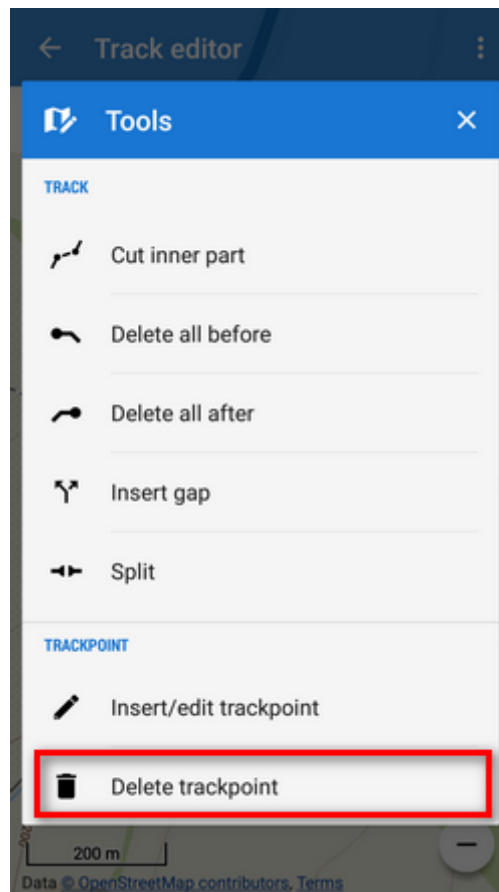 Track editor
Tools
TRACK
Cut inner part
Delete all before
Delete all after
Insert gap
Split
TRACKPOINT
Insert/edit trackpoint
Delete trackpoint
200
200 m
Data © OpenStreetMap contributors, Terms